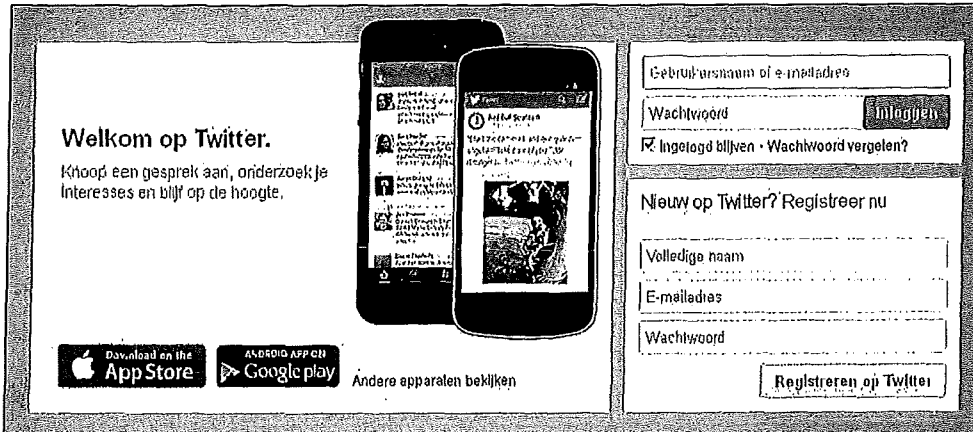 Welkom op Twitter.
Knoop een gesprek aan, onderzoek je
interesses en blijf op de hoogte.
Download on the
App Store
ANDROID APP ON
Google play
Andere apparaten bekijken
Gebruikersnaam of e-mailadres
Wachtwoord
Inloggen
Ingelogd blijven · Wachtwoord vergeten?
Nieuw op Twitter? Registreer nu
Volledige naam
E-mailadres
Wachtwoord
Registreren op Twitter